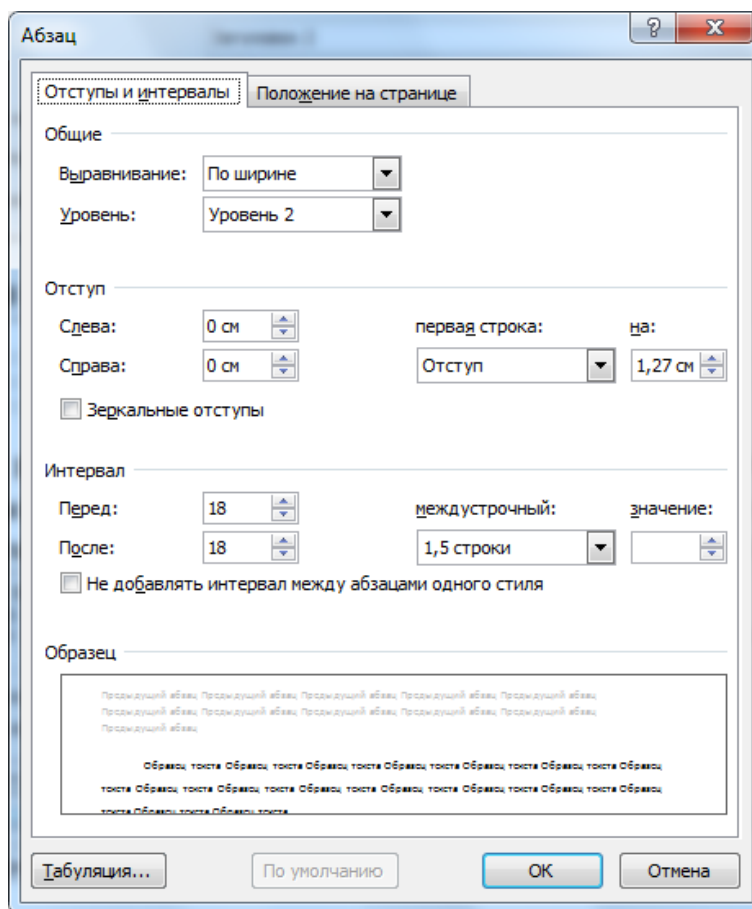 Абзац
Отступы и интервалы Положение на странице
Общие
Выравнивание: По ширине
Уровень: Уровень 2
Отступ
Слева: 0 см первая строка: на:
Справа: 0 см Отступ 1,27 см
Зеркальные отступы
Интервал
Перед: 18 междустрочный: значение:
После: 18 1,5 строки
Не добавлять интервал между абзацами одного стиля
Образец
Предыдущий абзац Предыдущий абзац Предыдущий абзац Предыдущий абзац Предыдущий абзац
Предыдущий абзац Предыдущий абзац Предыдущий абзац Предыдущий абзац Предыдущий абзац
Предыдущий абзац
Образец текста Образец текста Образец текста Образец текста Образец текста Образец
текста Образец текста Образец текста Образец текста Образец текста Образец текста Образец
текста Образец текста Образец текста
Табуляция... По умолчанию ОК Отмена